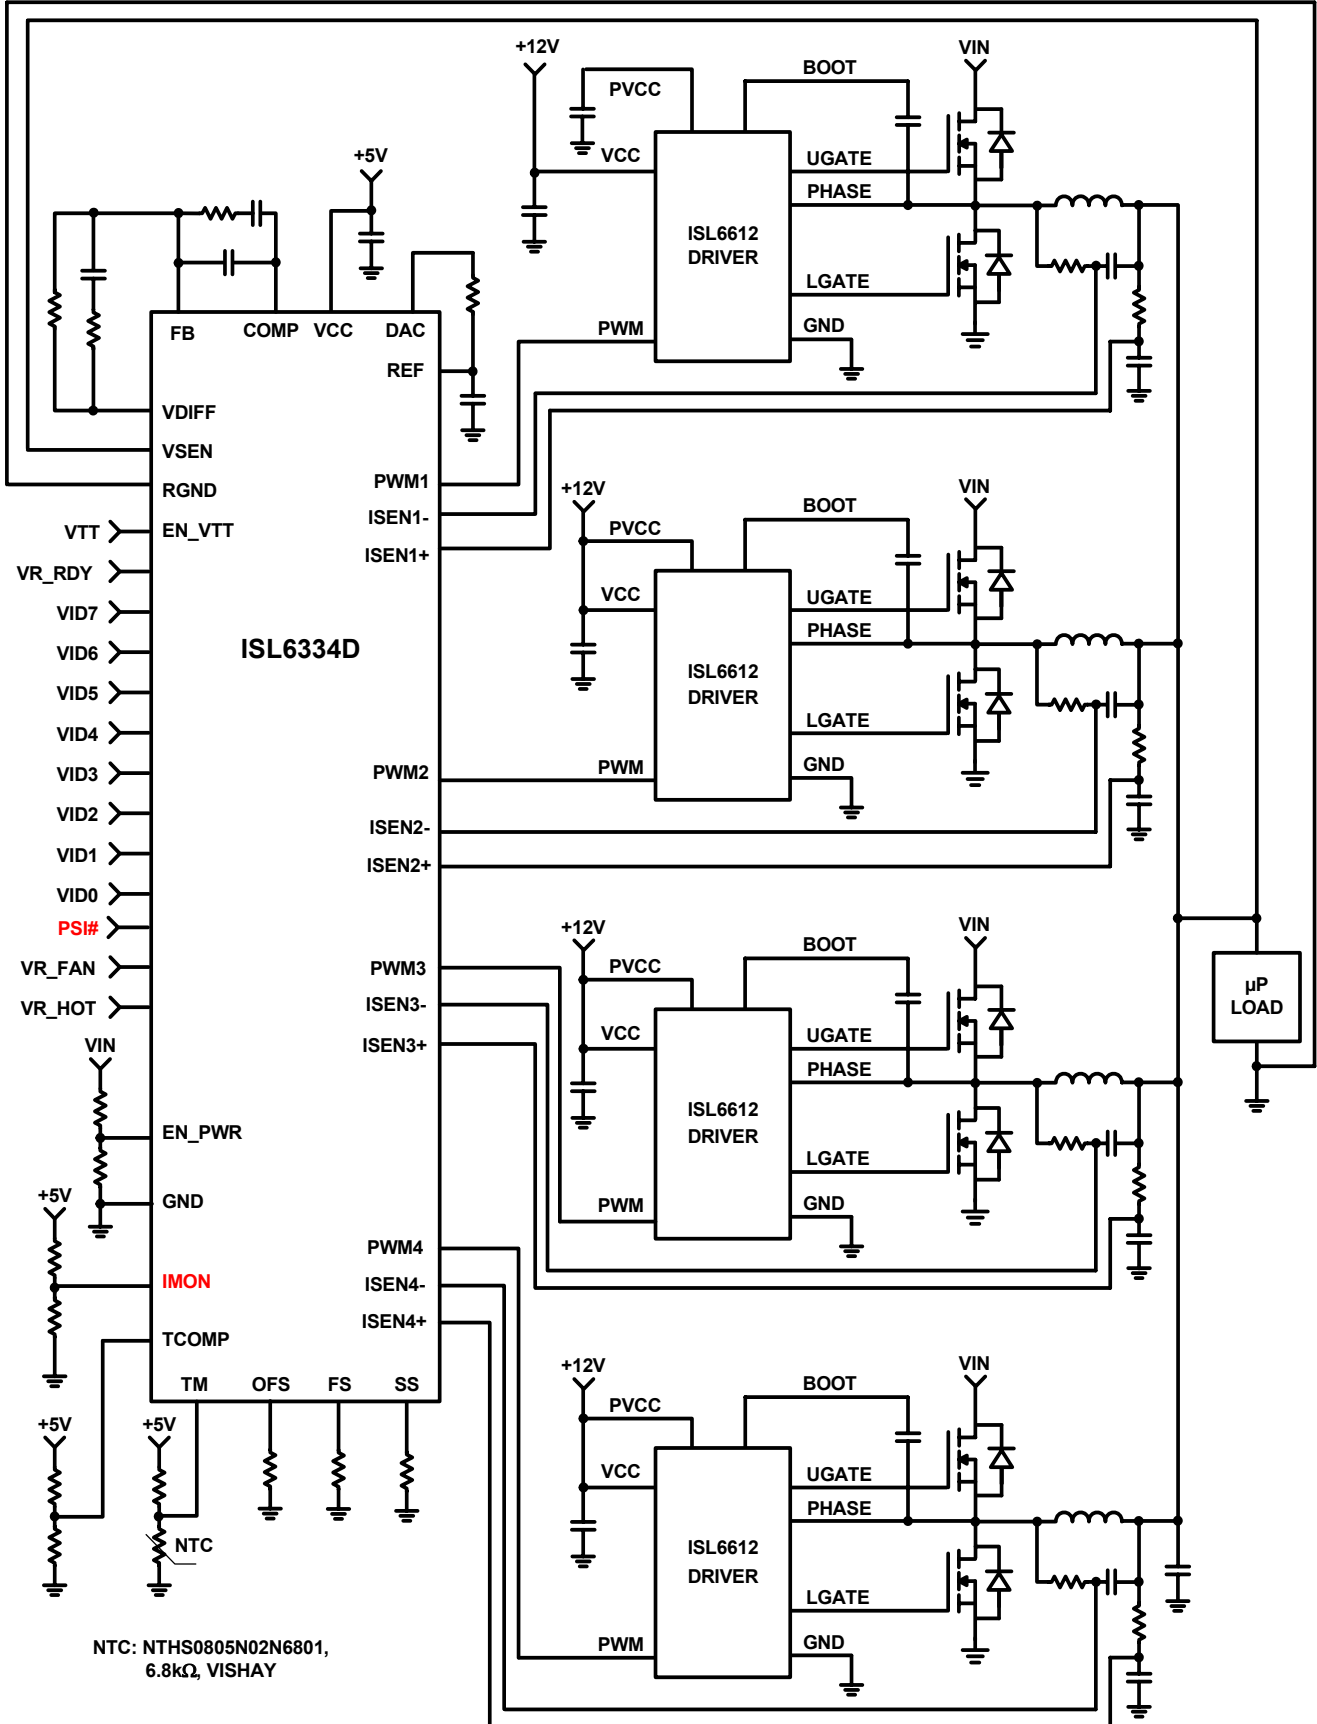 +12V
PVCC
BOOT
VIN
VCC
UGATE
PHASE
ISL6612
DRIVER
LGATE
GND
PWM
+5V
FB
COMP
VCC
DAC
REF
VDIFF
VSEN
RGND
EN_VTT
VTT
VR_RDY
VID7
VID6
VID5
VID4
VID3
VID2
VID1
VID0
PSI#
VR_FAN
VR_HOT
VIN
EN_PWR
GND
+5V
IMON
TCOMP
TM
OFS
FS
SS
+5V
+5V
NTC
NTC: NTHS0805N02N6801,
6.8kΩ, VISHAY
ISL6334D
PWM1
ISEN1-
ISEN1+
PWM2
ISEN2-
ISEN2+
PWM3
ISEN3-
ISEN3+
PWM4
ISEN4-
ISEN4+
+12V
PVCC
BOOT
VIN
VCC
UGATE
PHASE
ISL6612
DRIVER
LGATE
GND
PWM
+12V
PVCC
BOOT
VIN
VCC
UGATE
PHASE
ISL6612
DRIVER
LGATE
GND
PWM
µP
LOAD
+12V
PVCC
BOOT
VIN
VCC
UGATE
PHASE
ISL6612
DRIVER
LGATE
GND
PWM